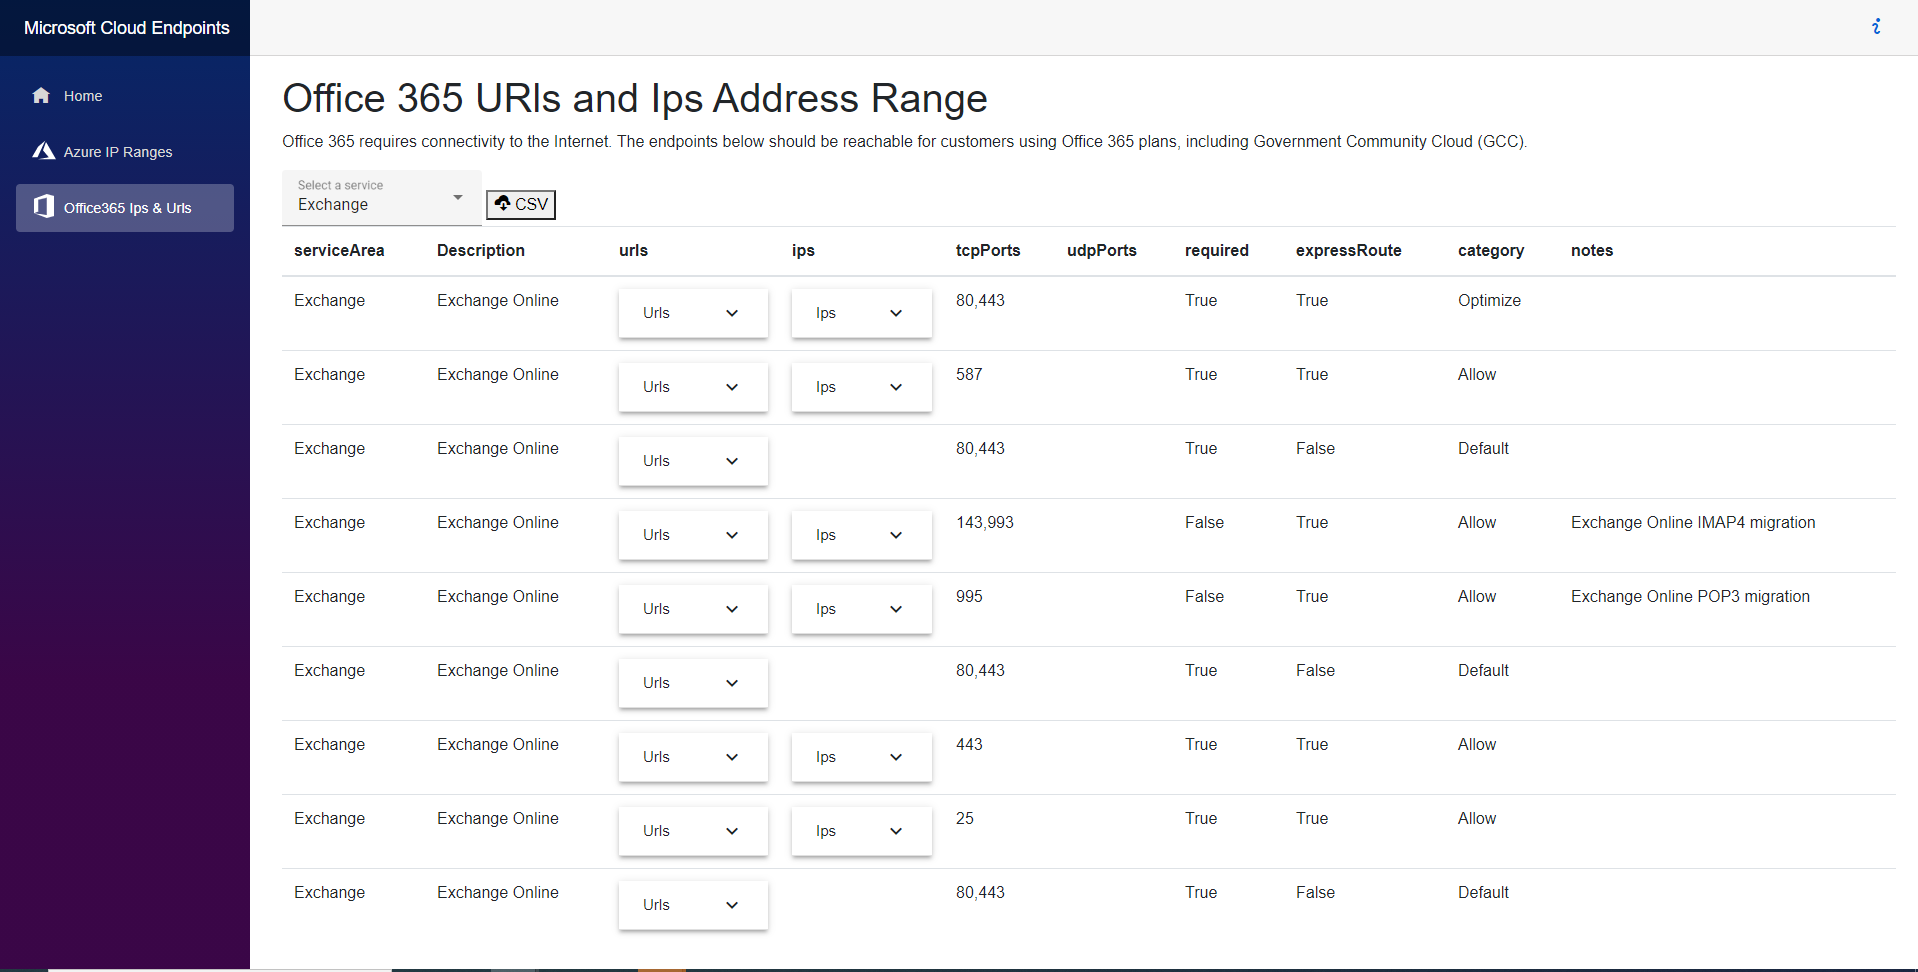 Microsoft Cloud Endpoints
Home
Azure IP Ranges
Office365 Ips & Urls
Office 365 URIs and Ips Address Range
Office 365 requires connectivity to the Internet. The endpoints below should be reachable for customers using Office 365 plans, including Government Community Cloud (GCC).
Select a service
Exchange
CSV
serviceArea Description urls ips tcpPorts udpPorts required expressRoute category notes
Exchange Exchange Online Urls Ips 80,443 True True Optimize
Exchange Exchange Online Urls Ips 587 True True Allow
Exchange Exchange Online Urls 80,443 True False Default
Exchange Exchange Online Urls Ips 143,993 False True Allow Exchange Online IMAP4 migration
Exchange Exchange Online Urls Ips 995 False True Allow Exchange Online POP3 migration
Exchange Exchange Online Urls 80,443 True False Default
Exchange Exchange Online Urls Ips 443 True True Allow
Exchange Exchange Online Urls Ips 25 True True Allow
Exchange Exchange Online Urls 80,443 True False Default